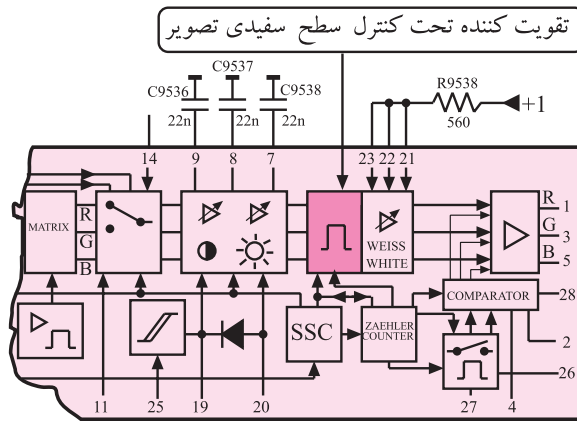 تقویت کننده تحت کنترل سطح سفیدی تصویر
C9536
C9537
C9538
22n
22n
22n
R9538
560
+1
14
9
8
7
23
22
21
MATRIX
R
G
B
WEISS
WHITE
R
1
G
3
B
5
SSC
ZAEHLER
COUNTER
COMPARATOR
28
2
26
11
25
19
20
27
4